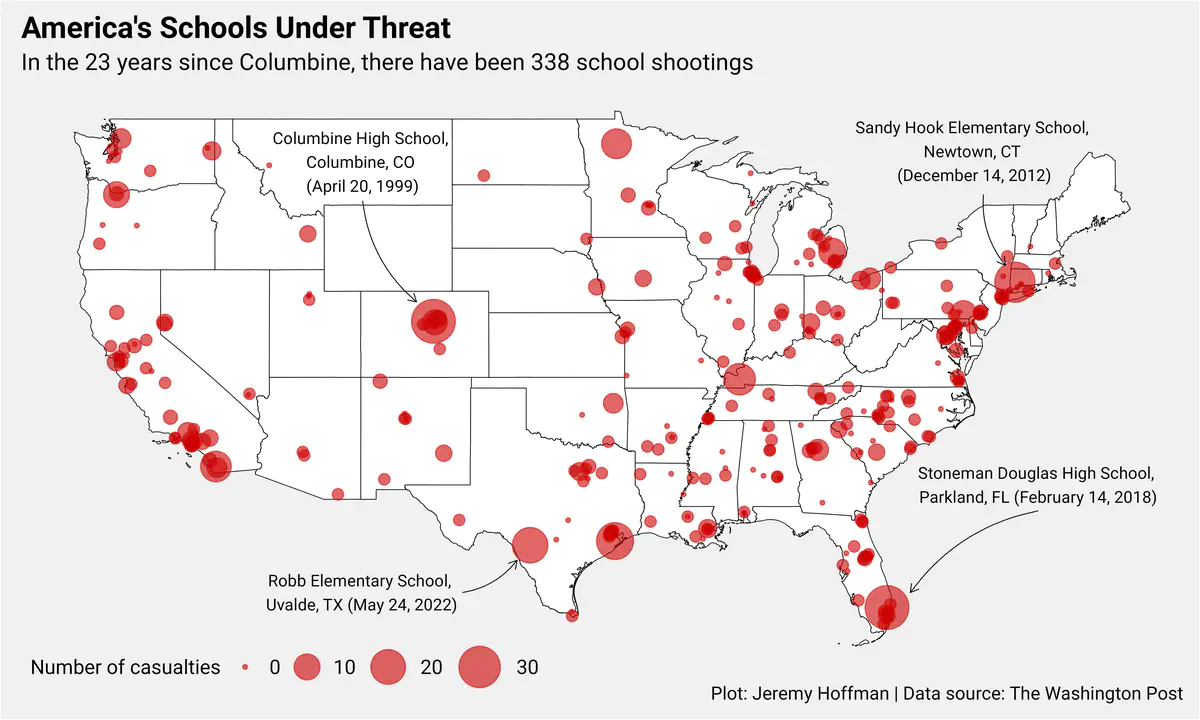 America's Schools Under Threat
In the 23 years since Columbine, there have been 338 school shootings
Columbine High School,
Columbine, CO
(April 20, 1999)
Sandy Hook Elementary School,
Newtown, CT
(December 14, 2012)
Stoneman Douglas High School,
Parkland, FL (February 14, 2018)
Robb Elementary School,
Uvalde, TX (May 24, 2022)
Number of casualties 0 10 20 30
Plot: Jeremy Hoffman | Data source: The Washington Post